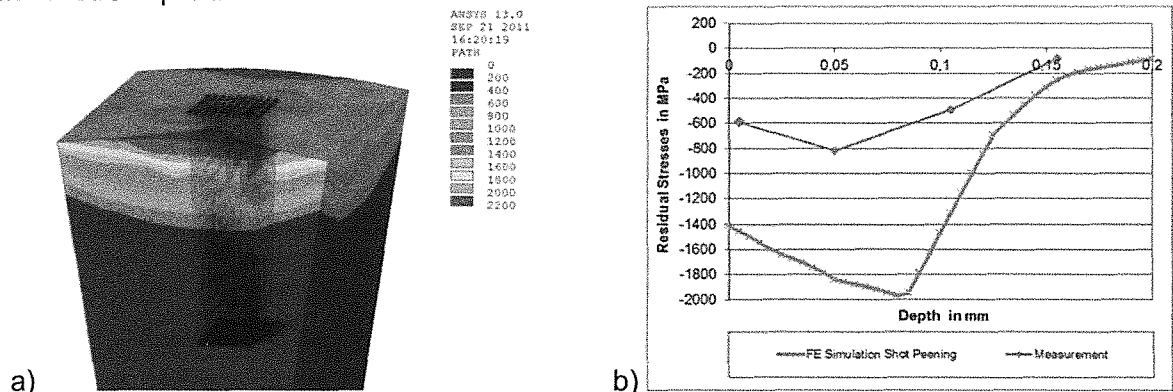 ANSYS 13.0
SEP 21 2011
16:20:19
PATH
0
200
400
600
800
1000
1200
1400
1600
1800
2000
2200
a)
200
0
-200
-400
-600
-800
-1000
-1200
-1400
-1600
-1800
-2000
Residual Stresses in MPa
0 0,05 0,1 0,15 0,2
Depth in mm
FE Simulation Shot Peening Measurement
b)